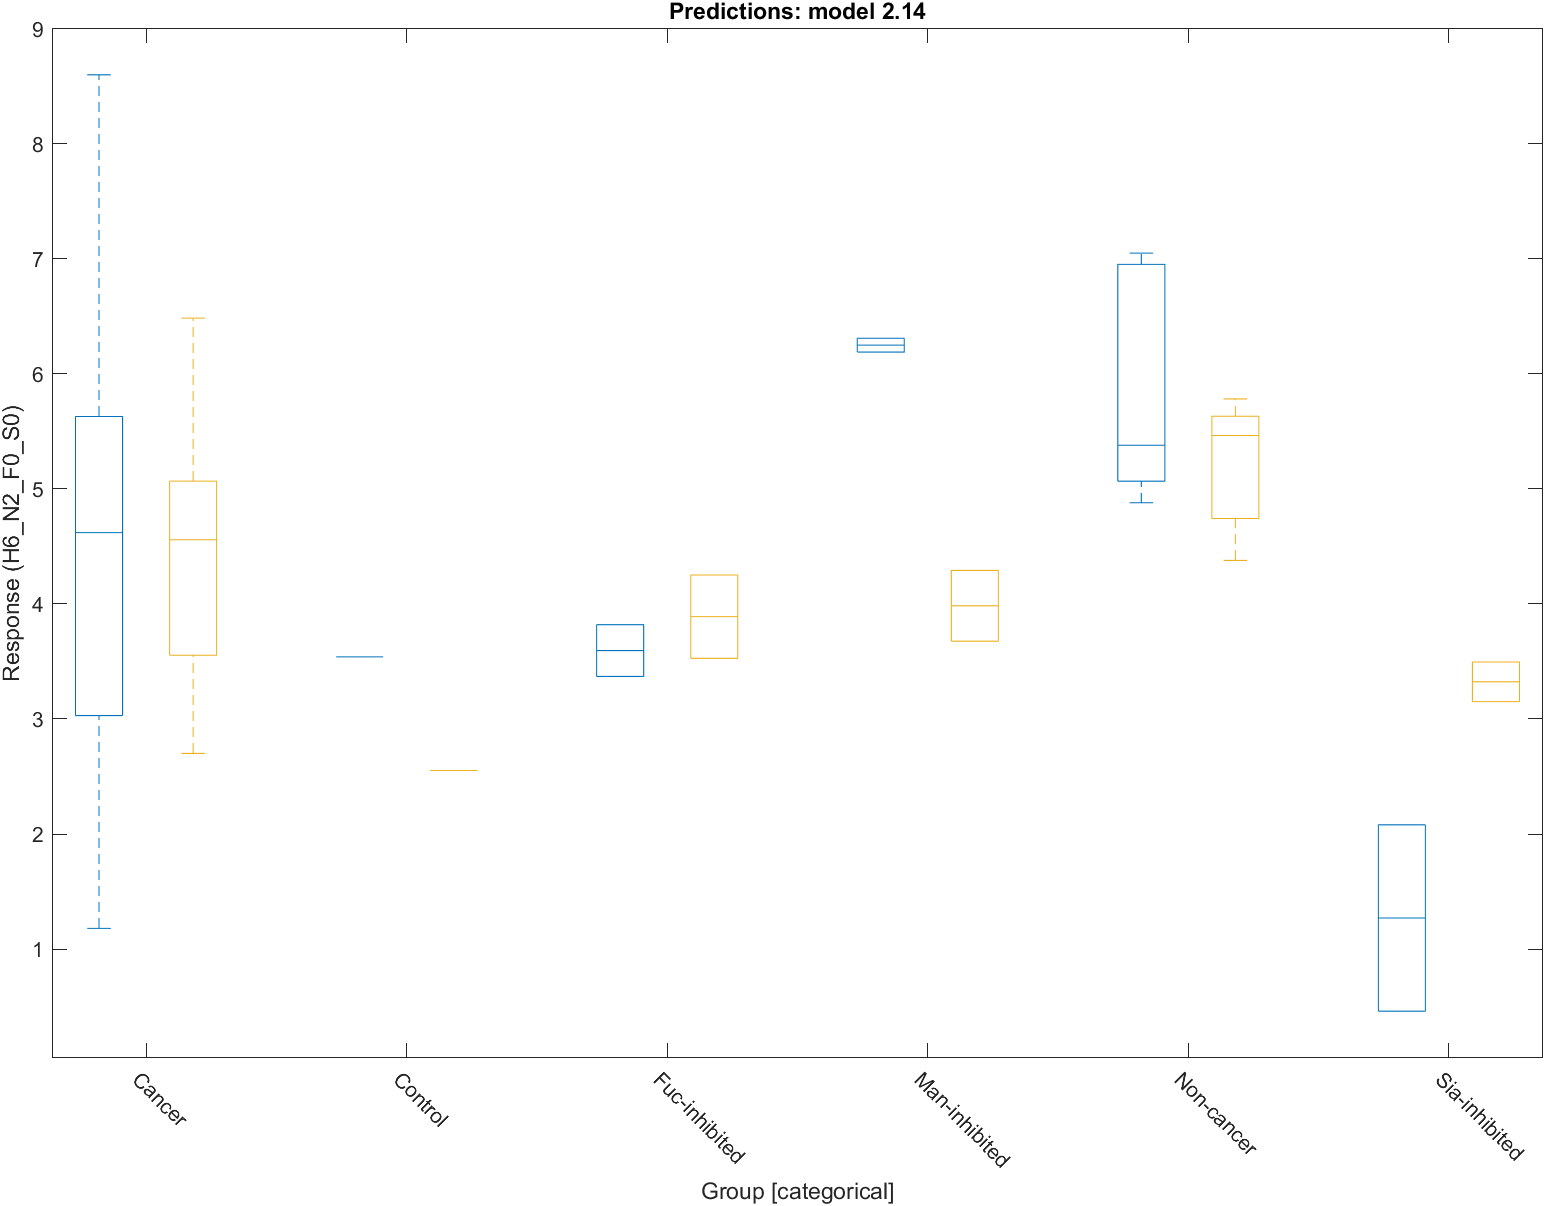 Predictions: model 2.14
9
8
7
6
5
4
3
2
1
Response (H6_N2_F0_S0)
Cancer
Control
Fuc-inhibited
Man-inhibited
Non-cancer
Sia-inhibited
Group [categorical]